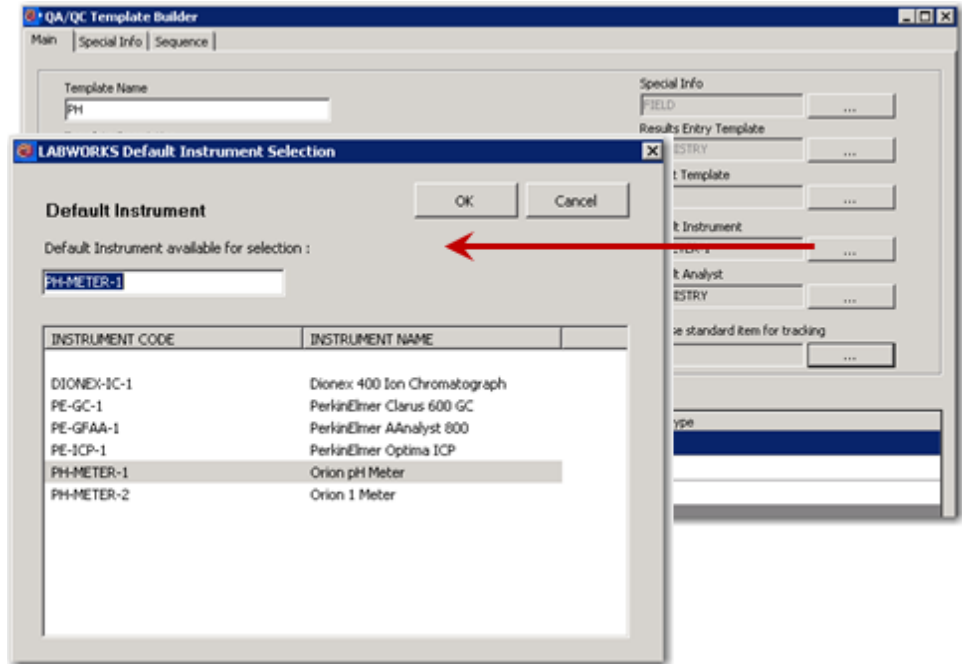 QA/QC Template Builder
Main Special Info Sequence
Template Name
PH
Special Info
FIELD
...
Results Entry Template
ISTRY
...
t Template
...
t Instrument
...
t Analyst
ISTRY
...
se standard item for tracking
...
ype
LABWORKS Default Instrument Selection
OK Cancel
Default Instrument
Default Instrument available for selection :
PH-METER-1
INSTRUMENT CODE INSTRUMENT NAME
DIONEX-IC-1 Dionex 400 Ion Chromatograph
PE-GC-1 PerkinElmer Clarus 600 GC
PE-GFAA-1 PerkinElmer AAnalyst 800
PE-ICP-1 PerkinElmer Optima ICP
PH-METER-1 Orion pH Meter
PH-METER-2 Orion 1 Meter